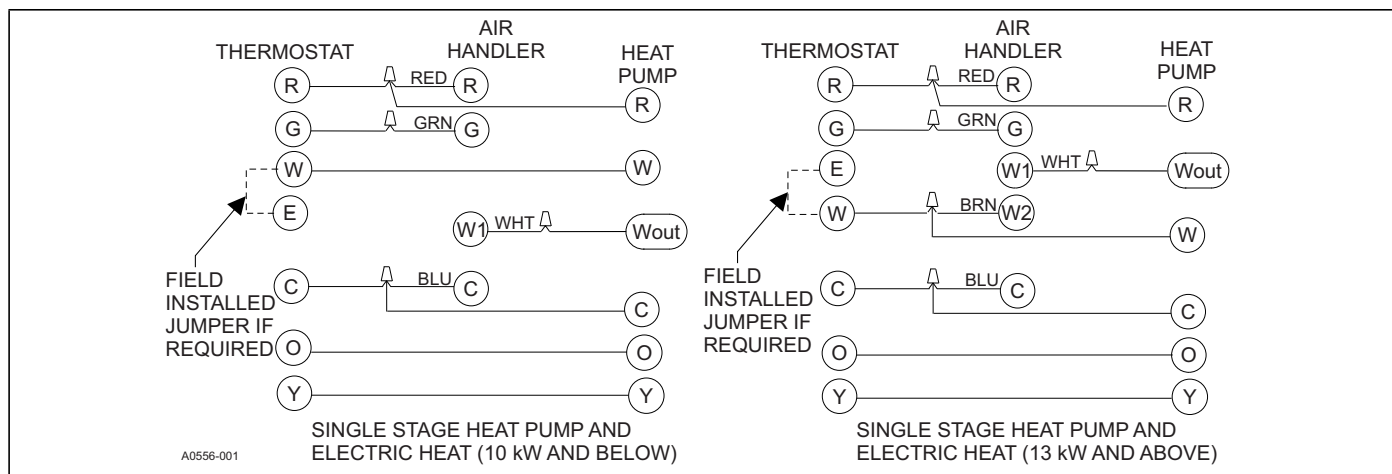 THERMOSTAT
AIR
HANDLER
HEAT
PUMP
R
RED
R
R
G
GRN
G
W
W
E
W1
WHT
Wout
FIELD
INSTALLED
JUMPER IF
REQUIRED
C
BLU
C
C
O
O
Y
Y
SINGLE STAGE HEAT PUMP AND
ELECTRIC HEAT (10 kW AND BELOW)
A0556-001
THERMOSTAT
AIR
HANDLER
HEAT
PUMP
R
RED
R
R
G
GRN
G
E
W1
WHT
Wout
W
BRN
W2
W
FIELD
INSTALLED
JUMPER IF
REQUIRED
C
BLU
C
C
O
O
Y
Y
SINGLE STAGE HEAT PUMP AND
ELECTRIC HEAT (13 kW AND ABOVE)